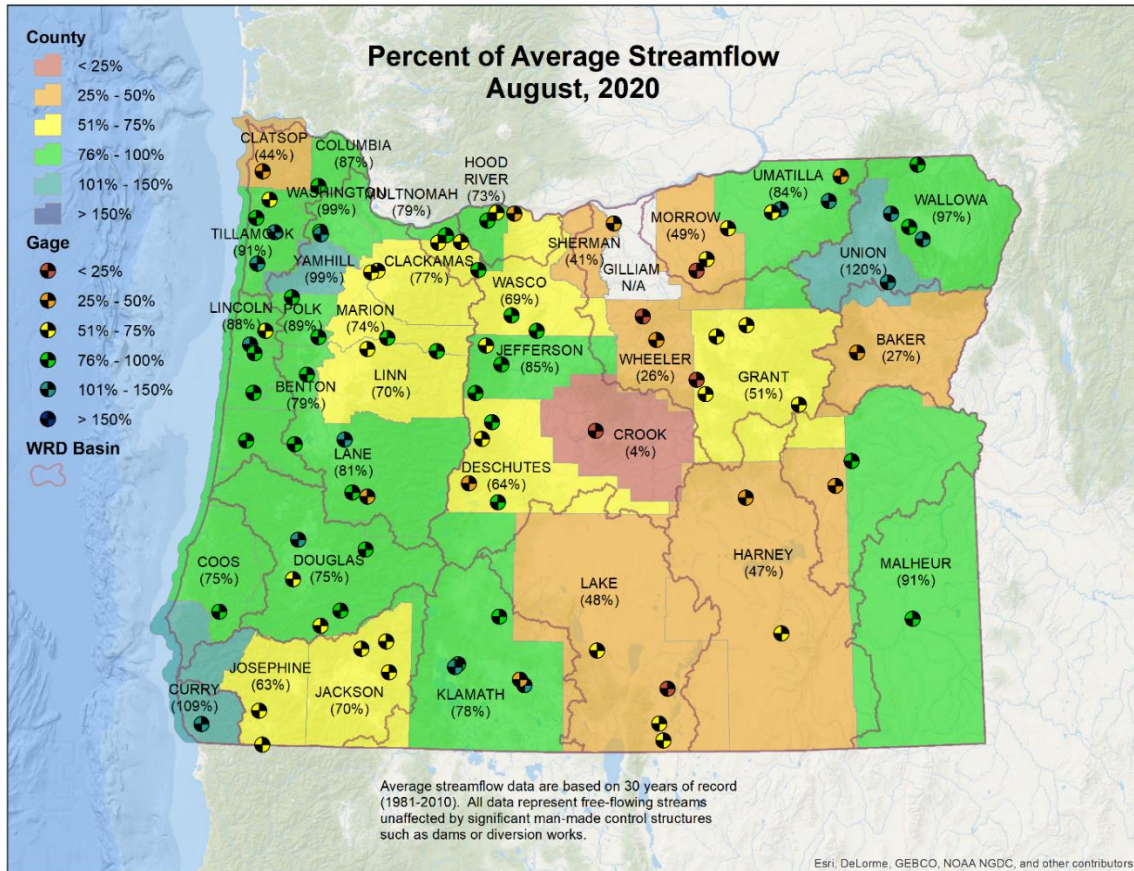 Percent of Average Streamflow
August, 2020
County
< 25%
25% - 50%
51% - 75%
76% - 100%
101% - 150%
> 150%
Gage
< 25%
25% - 50%
51% - 75%
76% - 100%
101% - 150%
> 150%
WRD Basin
CLATSOP
(44%)
COLUMBIA
(87%)
WASHINGTON
(99%)
MULTNOMAH
79%
HOOD
RIVER
(73%)
TILLAMOOK
(91%)
YAMHILL
(99%)
CLACKAMAS
(77%)
WASCO
(69%)
SHERMAN
(41%)
GILLIAM
N/A
MORROW
(49%)
UMATILLA
(84%)
WALLOWA
(97%)
UNION
(120%)
LINCOLN
(88%)
POLK
(89%)
MARION
(74%)
JEFFERSON
(85%)
WHEELER
(26%)
GRANT
(51%)
BAKER
(27%)
BENTON
(79%)
LINN
(70%)
LANE
(81%)
DESCHUTES
(64%)
CROOK
(4%)
COOS
(75%)
DOUGLAS
(75%)
LAKE
(48%)
HARNEY
(47%)
MALHEUR
(91%)
CURRY
(109%)
JOSEPHINE
(63%)
JACKSON
(70%)
KLAMATH
(78%)
Average streamflow data are based on 30 years of record
(1981-2010). All data represent free-flowing streams
unaffected by significant man-made control structures
such as dams or diversion works.
Esri, DeLorme, GEBCO, NOAA NGDC, and other contributors